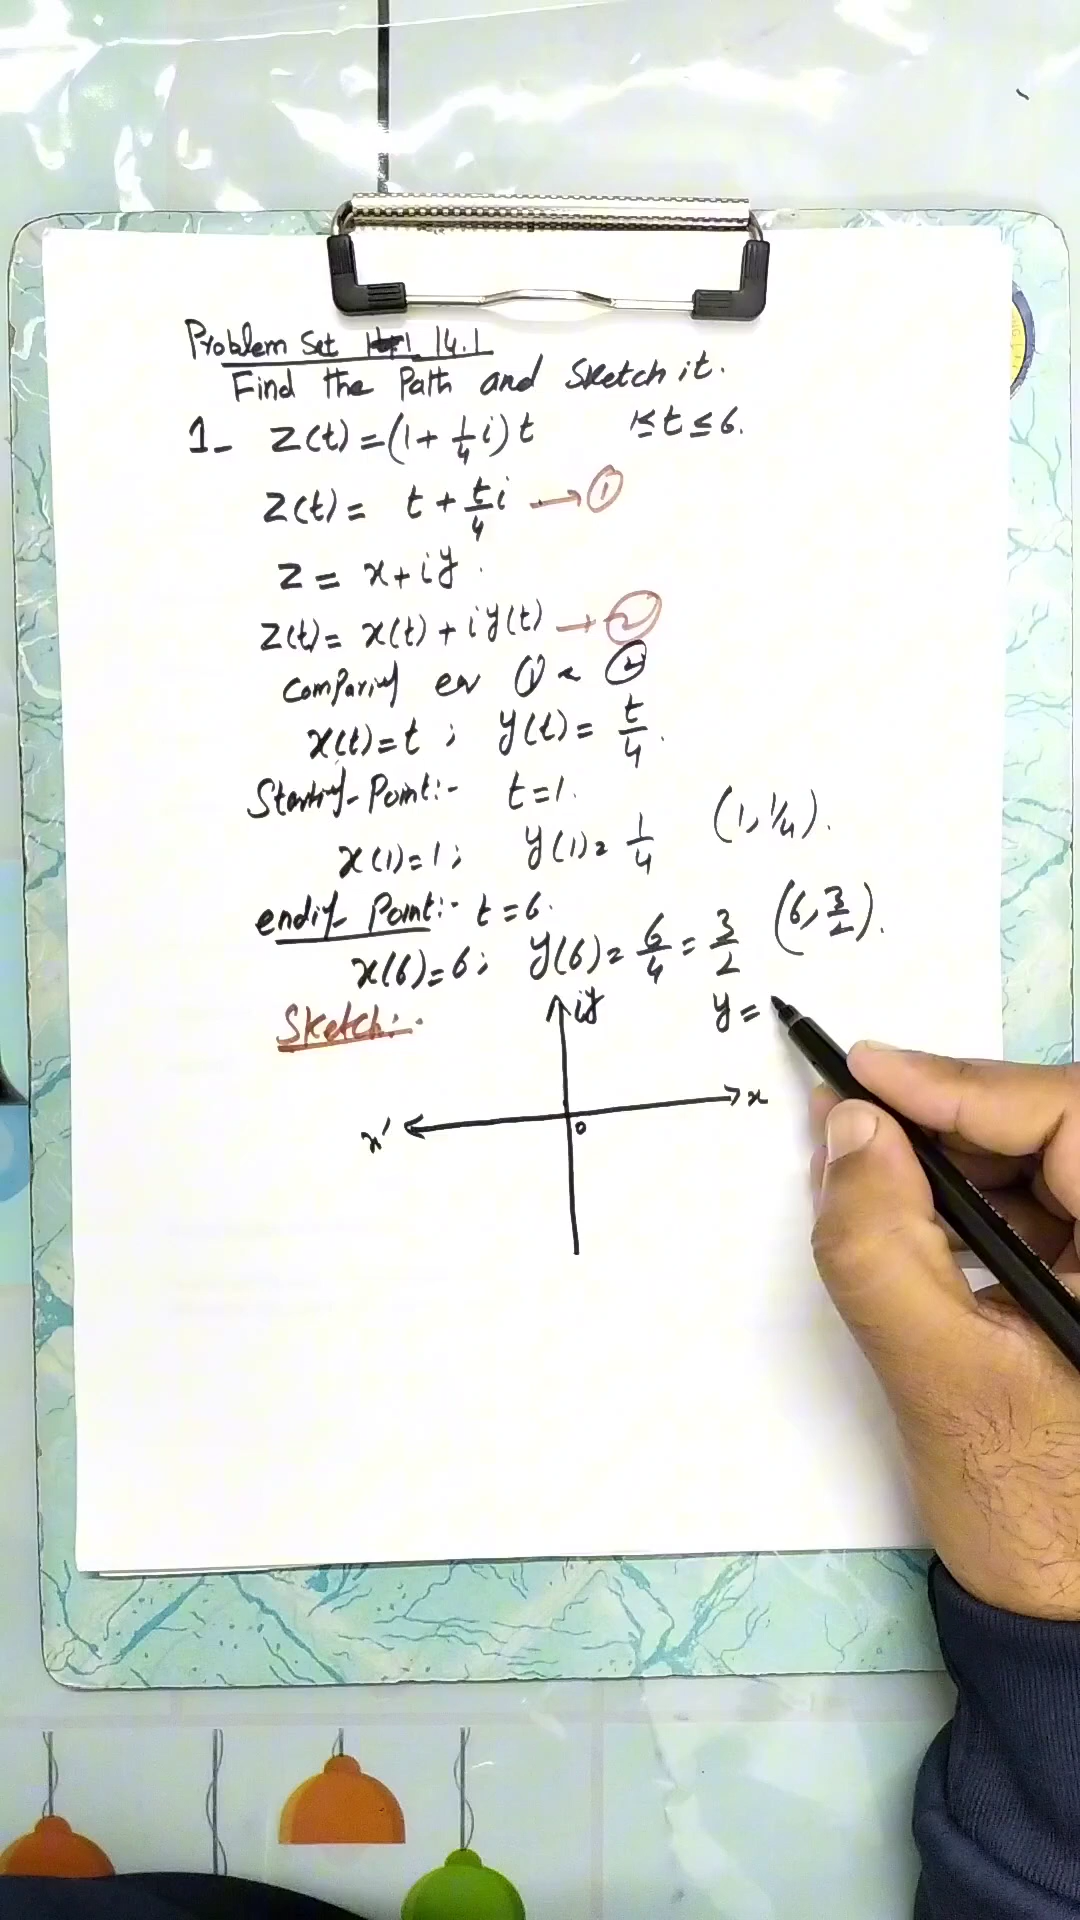 Problem Set 14.1
Find the Path and Sketch it.
1- z(t) = (1 + 1/4 i) t 1 ≤ t ≤ 6.
z(t) = t + t/4 i → ①
z = x + iy.
z(t) = x(t) + iy(t) → ②
Comparing ① ②
x(t) = t ; y(t) = t/4.
Starting Point:- t = 1. (1, 1/4).
x(1) = 1 ; y(1) = 1/4
ending Point:- t = 6. (6, 3/2).
x(6) = 6 ; y(6) = 6/4 = 3/2
Sketch:- iy y =
x' o x